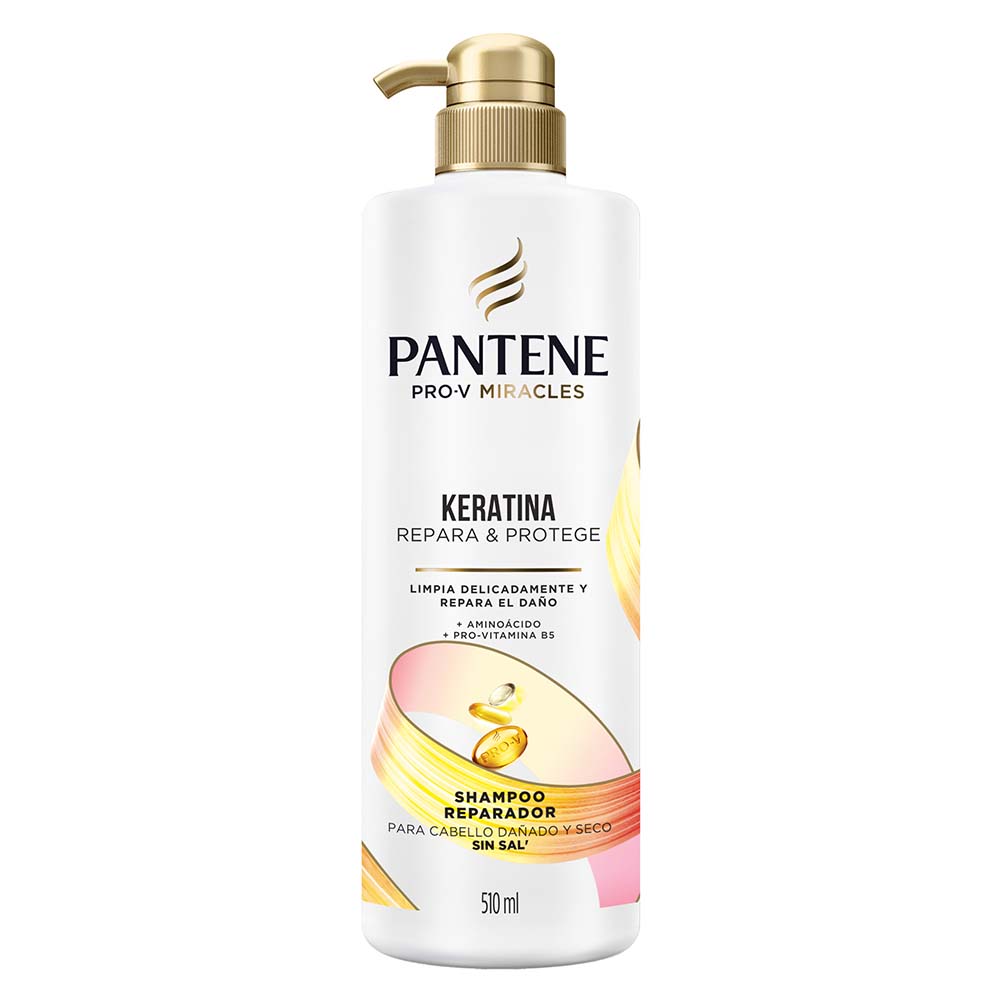 PANTENE
PRO-V MIRACLES
KERATINA
REPARA & PROTEGE
LIMPIA DELICADAMENTE Y
REPARA EL DAÑO
+ AMINOÁCIDO
+ PRO-VITAMINA B5
PRO-V
SHAMPOO
REPARADOR
PARA CABELLO DAÑADO Y SECO
SIN SAL'
510 ml